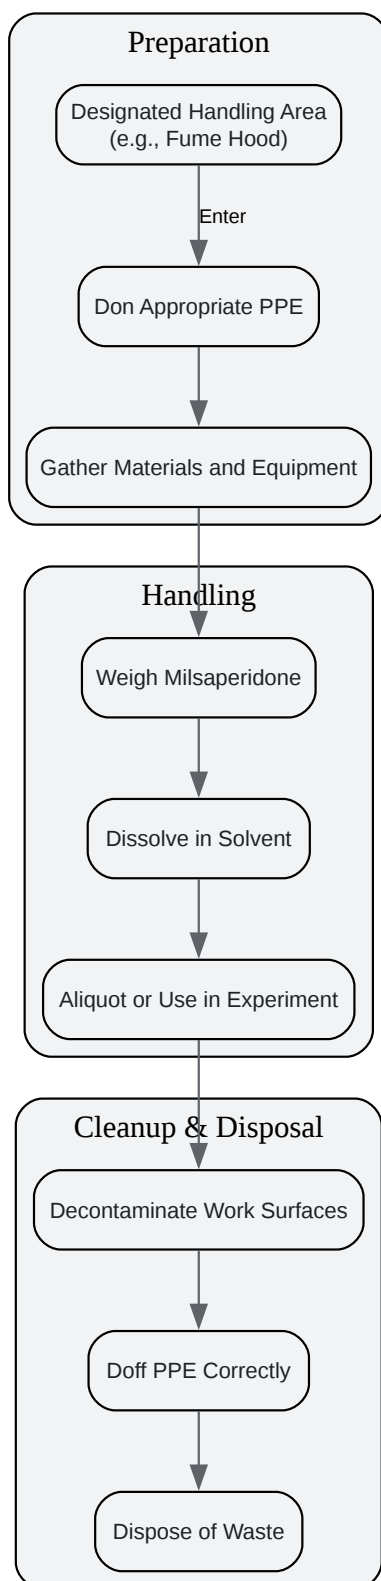 Preparation
Designated Handling Area
(e.g., Fume Hood)
Enter
Don Appropriate PPE
Gather Materials and Equipment
Handling
Weigh Milsaperidone
Dissolve in Solvent
Aliquot or Use in Experiment
Cleanup & Disposal
Decontaminate Work Surfaces
Doff PPE Correctly
Dispose of Waste